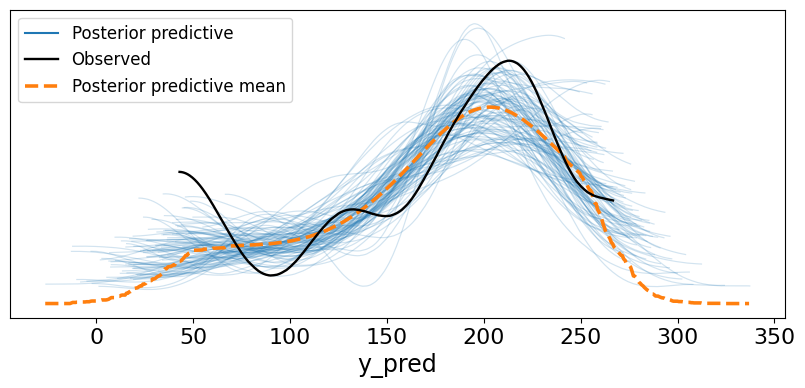 Posterior predictive
Observed
Posterior predictive mean
0 50 100 150 200 250 300 350
y_pred